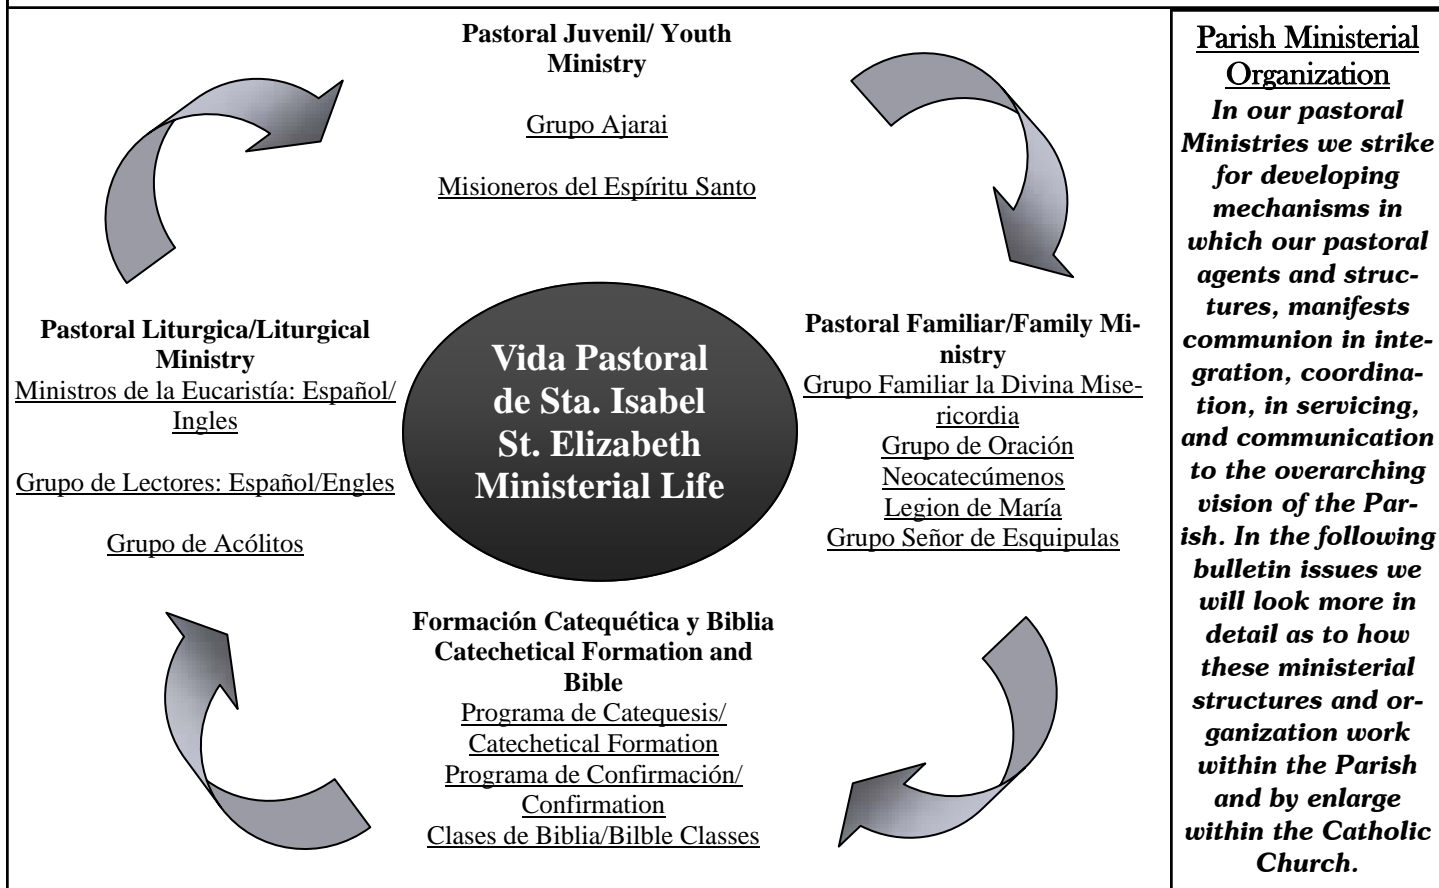 Pastoral Juvenil/ Youth
Ministry
Grupo Ajarai
Misioneros del Espíritu Santo
Pastoral Liturgica/Liturgical
Ministry
Ministros de la Eucaristía: Español/
Ingles
Grupo de Lectores: Español/Engles
Grupo de Acólitos
Vida Pastoral
de Sta. Isabel
St. Elizabeth
Ministerial Life
Pastoral Familiar/Family Mi-
nistry
Grupo Familiar la Divina Mise-
ricordia
Grupo de Oración
Neocatecúmenos
Legion de María
Grupo Señor de Esquipulas
Formación Catequética y Biblia
Catechetical Formation and
Bible
Programa de Catequesis/
Catechetical Formation
Programa de Confirmación/
Confirmation
Clases de Biblia/Bilble Classes
Parish Ministerial
Organization
In our pastoral
Ministries we strike
for developing
mechanisms in
which our pastoral
agents and struc-
tures, manifests
communion in inte-
gration, coordina-
tion, in servicing,
and communication
to the overarching
vision of the Par-
ish. In the following
bulletin issues we
will look more in
detail as to how
these ministerial
structures and or-
ganization work
within the Parish
and by enlarge
within the Catholic
Church.